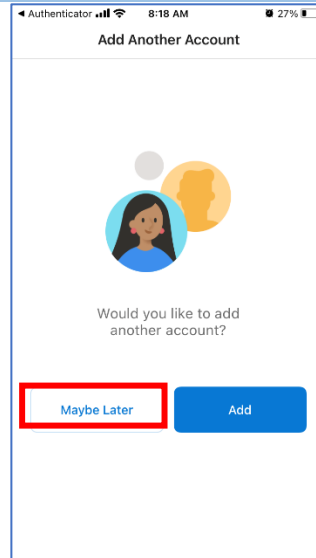 ◀ Authenticator 8:18 AM 27%
Add Another Account
Would you like to add
another account?
Maybe Later Add